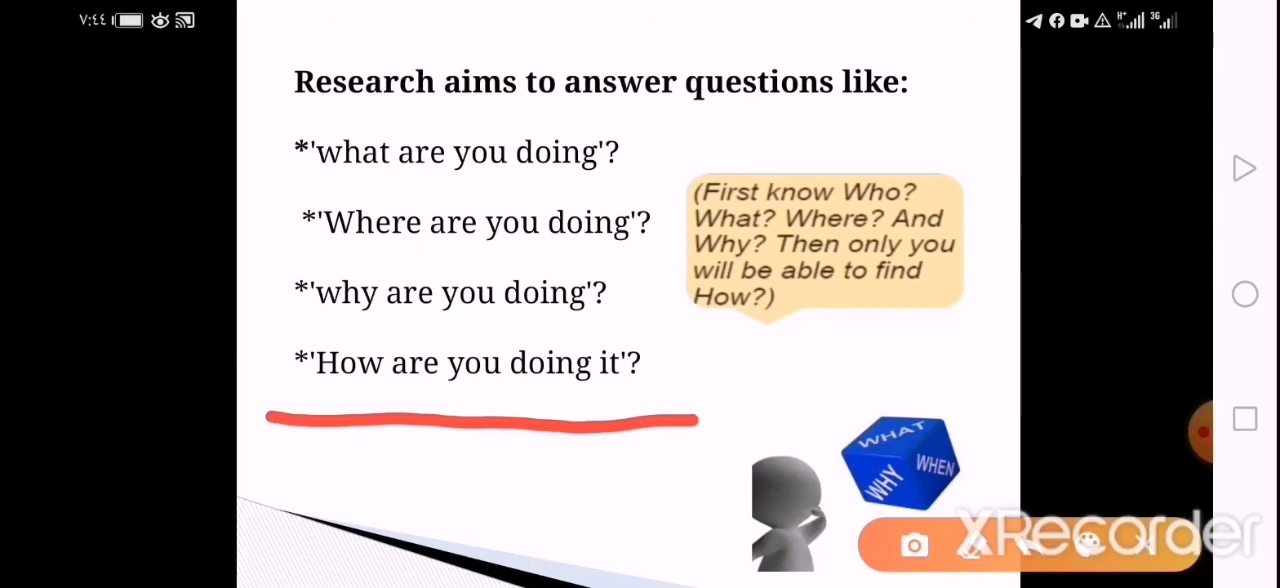 ٧:٤٤
H+
3G
Research aims to answer questions like:
*'what are you doing'?
*'Where are you doing'?
*'why are you doing'?
*'How are you doing it'?
(First know Who?
What? Where? And
Why? Then only you
will be able to find
How?)
WHAT
WHY
WHEN
XRecorder